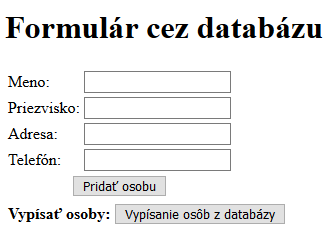 Formulár cez databázu
Meno:
Priezvisko:
Adresa:
Telefón:
Pridať osobu
Vypísať osoby: Vypísanie osôb z databázy